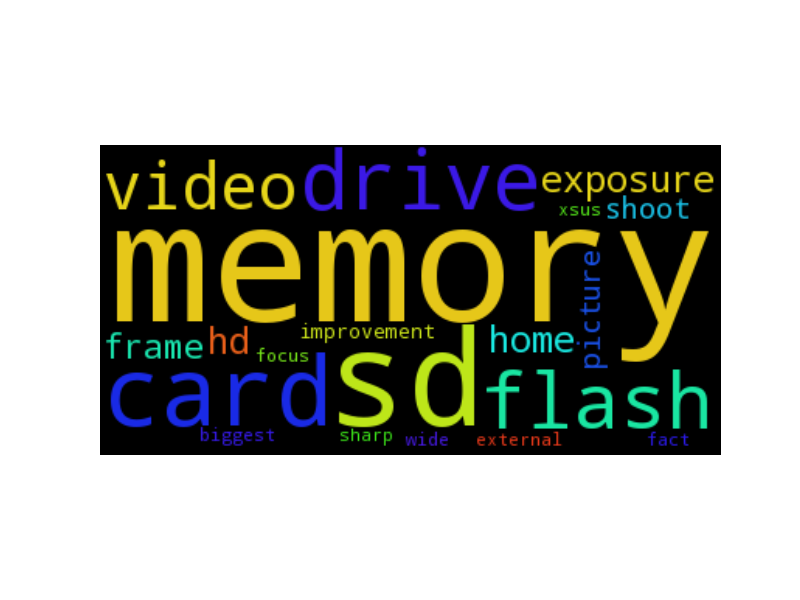 video drive exposure
xsus shoot
memory
picture
improvement
frame hd home
focus
card sd flash
biggest sharp wide external fact